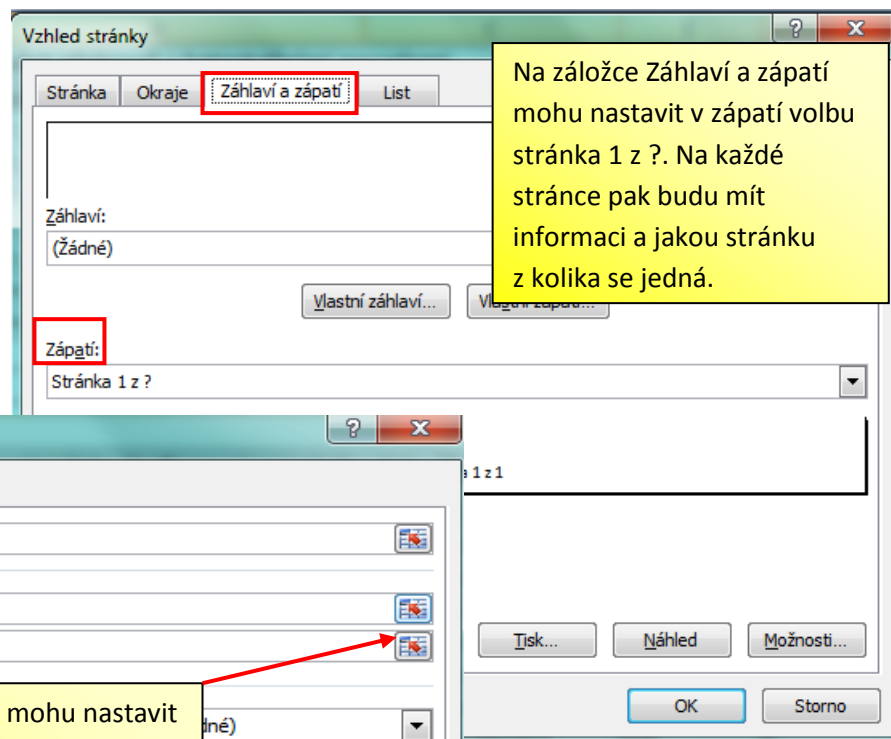 Vzhled stránky
Stránka Okraje Záhlaví a zápatí List
Na záložce Záhlaví a zápatí
mohu nastavit v zápatí volbu
stránka 1 z ?. Na každé
stránce pak budu mít
informaci a jakou stránku
z kolika se jedná.
Záhlaví:
(Žádné)
Vlastní záhlaví...
Zápatí:
Stránka 1 z ?
1 z 1
Tisk... Náhled Možnosti...
mohu nastavit
OK Storno